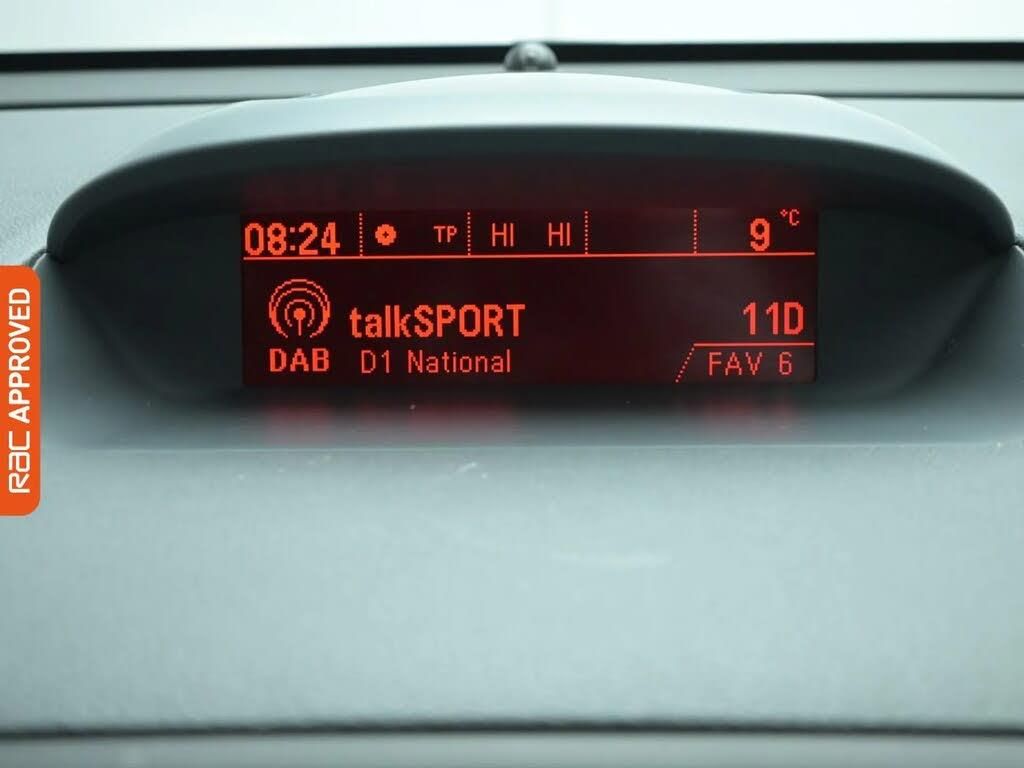 08:24 TP HI HI 9 °C
talkSPORT 11D
DAB D1 National FAV 6
RAC APPROVED